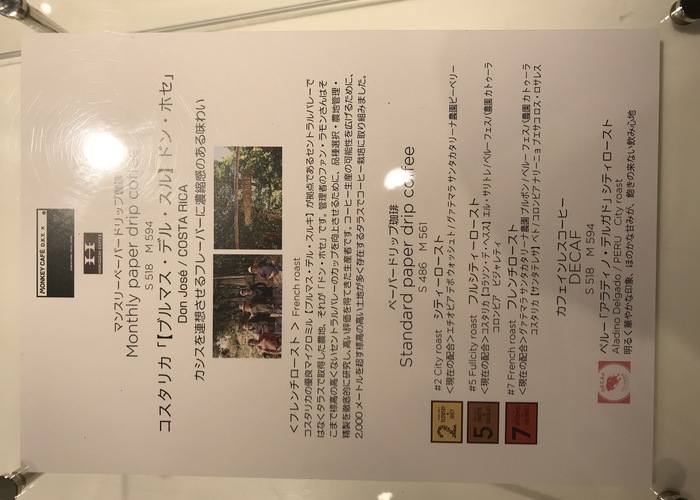 MONKEY CAFÉ D.K.Y. ×
HORIGUCHI COFFEE
マンスリーペーパードリップ珈琲
Monthly paper drip coffee
S 518 M 594
コスタリカ「【ブルマス・デル・スル】ドン・ホセ」
Don José / COSTA RICA
カシスを連想させるフレーバーに濃縮感のある味わい
<フレンチロースト > French roast
コスタリカの優良マイクロミル【ブルマス・デル・スルキ】が拠点であるセントラルバレーで
はなくタラスで取得した農地、それが「ドン・ホセ」です。管理者のファン・ラモンさんはそ
こまで標高の高くないセントラルバレーのカップを向上させるために、品種選択・農地管理・
精製を徹底的に研究し、高い評価を得てきた生産者です。コーヒー生産の可能性を広げるために、
2,000 メートルを超す標高の高い土地が多く存在するタラスでコーヒー栽培に取り組みました。
ペーパードリップ珈琲
Standard paper drip coffee
S 486 M 561
2
#2 City roast シティーロースト
<現在の配合>エチオピア デボ ウォッシュト / グァテマラ サンタカタリーナ農園ピーベリー
5
#5 Fullcity roast フルシティーロースト
<現在の配合>コスタリカ【コラソン・デ・ヘスス】エル・サリトレ / ペルー フェスパ農園 カトゥーラ
コロンビア ビジャレティ
7
#7 French roast フレンチロースト
<現在の配合>グァテマラ サンタカタリーナ農園 ブルボン / ペルー フェスパ農園 カトゥーラ
コスタリカ【サンタテレサ】ベト / コロンビア ナリーニョ ブエサコ ロス・ロサレス
カフェインレスコーヒー
DECAF
S 518 M 594
DECAF
ペルー「アラディノ・デルガド」シティロースト
Aladino Delgado / PERU City roast
明るく華やかな印象、ほのかな甘みが、飽きの来ない飲み心地